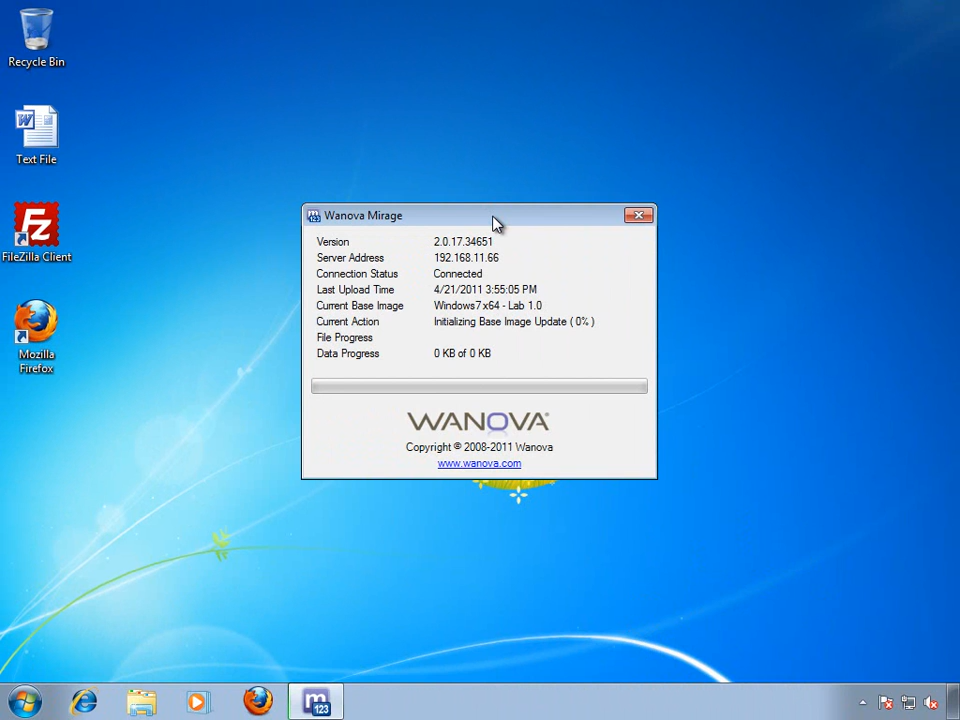 Recycle Bin
Text File
FileZilla Client
Mozilla
Firefox
Wanova Mirage
Version 2.0.17.34651
Server Address 192.168.11.66
Connection Status Connected
Last Upload Time 4/21/2011 3:55:05 PM
Current Base Image Windows7x64 - Lab 1.0
Current Action Initializing Base Image Update ( 0% )
File Progress
Data Progress 0 KB of 0 KB
WANOVA
Copyright © 2008-2011 Wanova
www.wanova.com
m
123